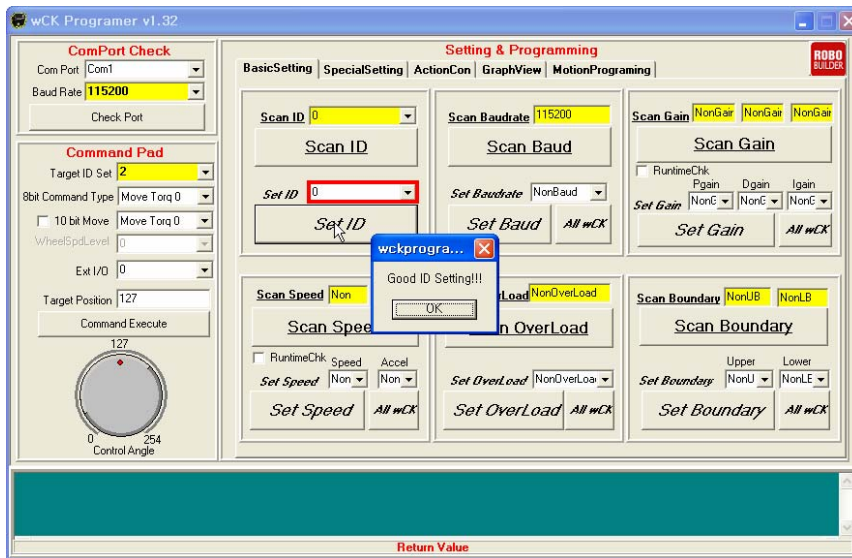 wCK Programer v1.32
ComPort Check
Com Port Com1
Baud Rate 115200
Check Port
Command Pad
Target ID Set 2
8bit Command Type Move Torq 0
10 bit Move Move Torq 0
WheelSpdLevel 0
Ext I/O 0
Target Position 127
Command Execute
127
0 254
Control Angle
Setting & Programming
ROBO
BUILDER
BasicSetting SpecialSetting ActionCon GraphView MotionPrograming
Scan ID 0
Scan ID
Set ID 0
Set ID
Scan Baudrate 115200
Scan Baud
Set Baudrate NonBaud
Set Baud All wCK
Scan Gain NonGain NonGain NonGain
Scan Gain
RuntimeChk
Pgain Dgain Igain
Set Gain NonG NonG NonG
Set Gain All wCK
wckprogra...
Good ID Setting!!!
OK
Scan Speed Non
Scan Spee
RuntimeChk Speed Accel
Set Speed Non Non
Set Speed All wCK
Load NonOverLoad
n OverLoad
Set OverLoad NonOverLoa
Set OverLoad All wCK
Scan Boundary NonUB NonLB
Scan Boundary
Upper Lower
Set Boundary NonU NonLE
Set Boundary All wCK
Return Value